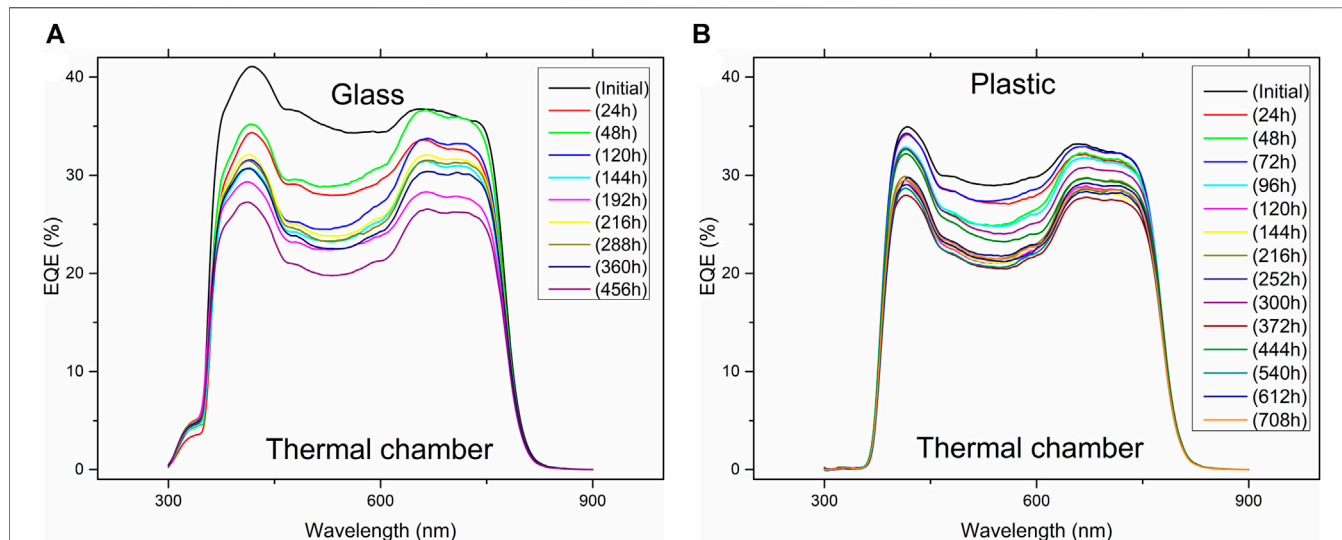 A
Glass
Thermal chamber
EQE (%)
40
30
20
10
0
300
600
900
Wavelength (nm)
(Initial)
(24h)
(48h)
(120h)
(144h)
(192h)
(216h)
(288h)
(360h)
(456h)
B
Plastic
Thermal chamber
EQE (%)
40
30
20
10
0
300
600
900
Wavelength (nm)
(Initial)
(24h)
(48h)
(72h)
(96h)
(120h)
(144h)
(216h)
(252h)
(300h)
(372h)
(444h)
(540h)
(612h)
(708h)